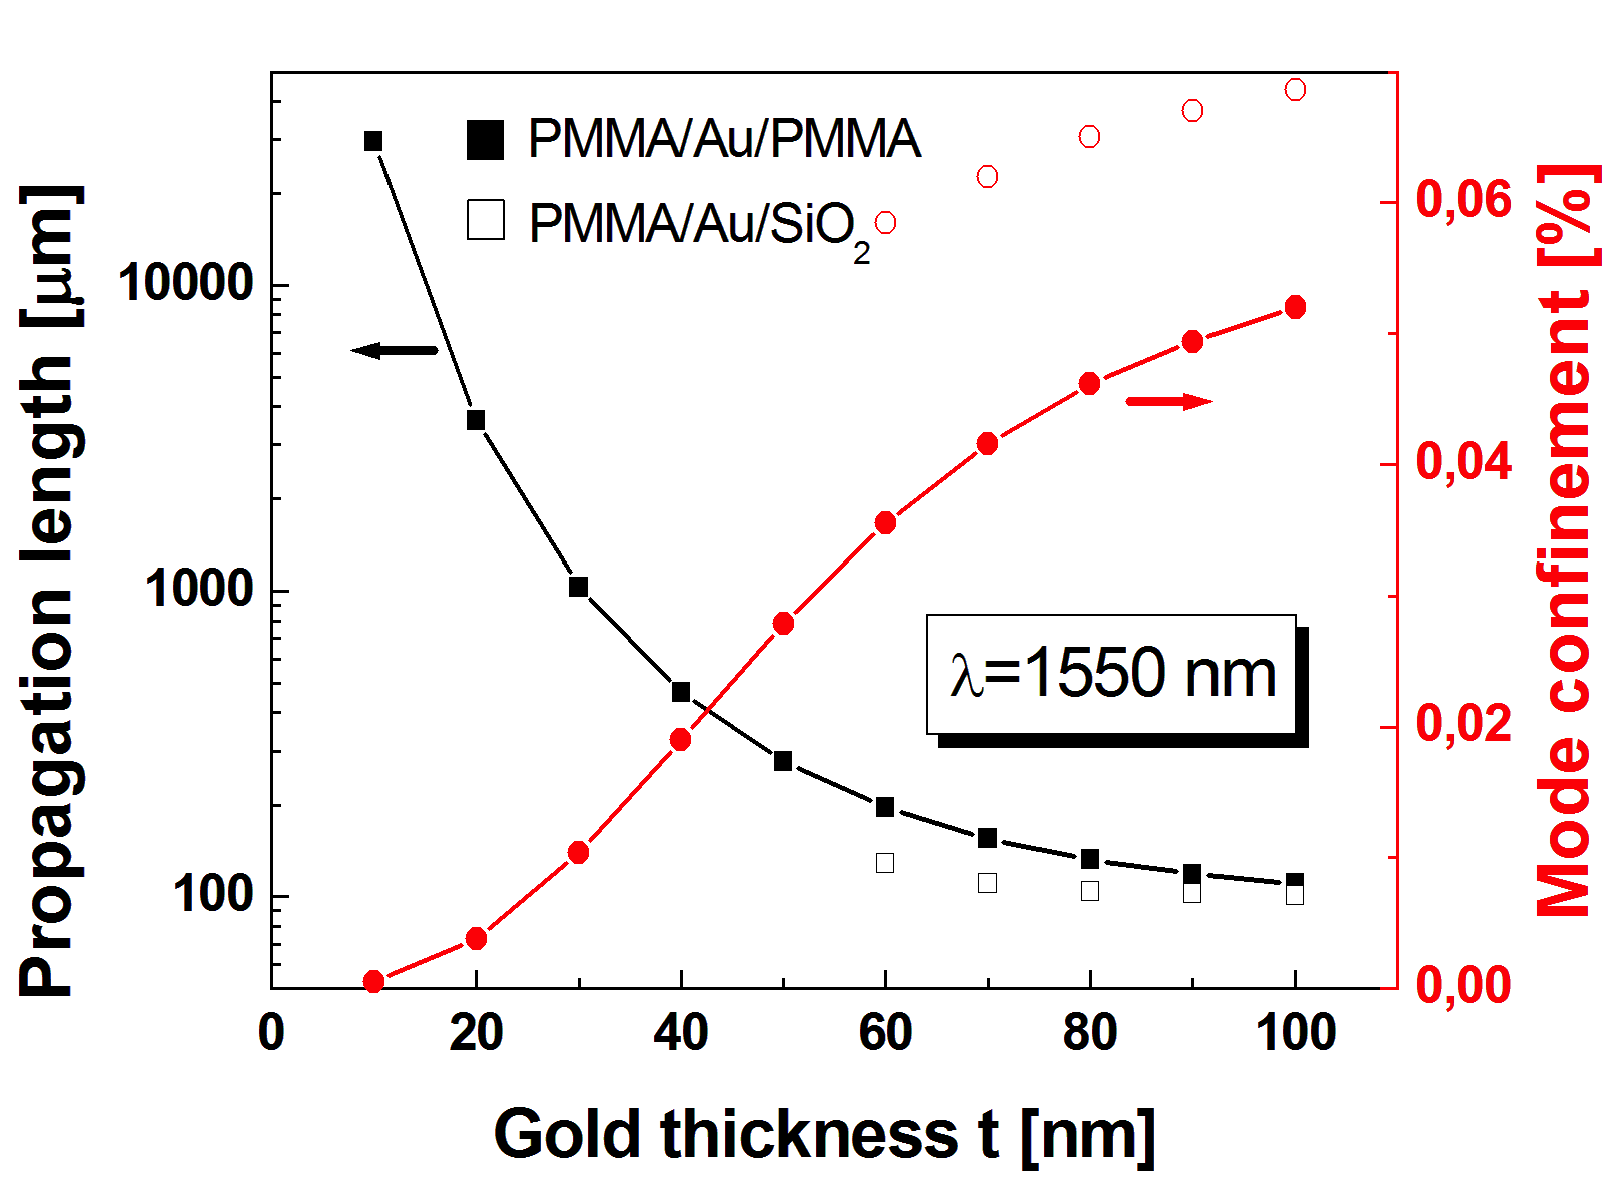 PMMA/Au/PMMA
PMMA/Au/SiO₂
λ=1550 nm
Propagation length [μm]
10000
1000
100
Mode confinement [%]
0,06
0,04
0,02
0,00
0 20 40 60 80 100
Gold thickness t [nm]